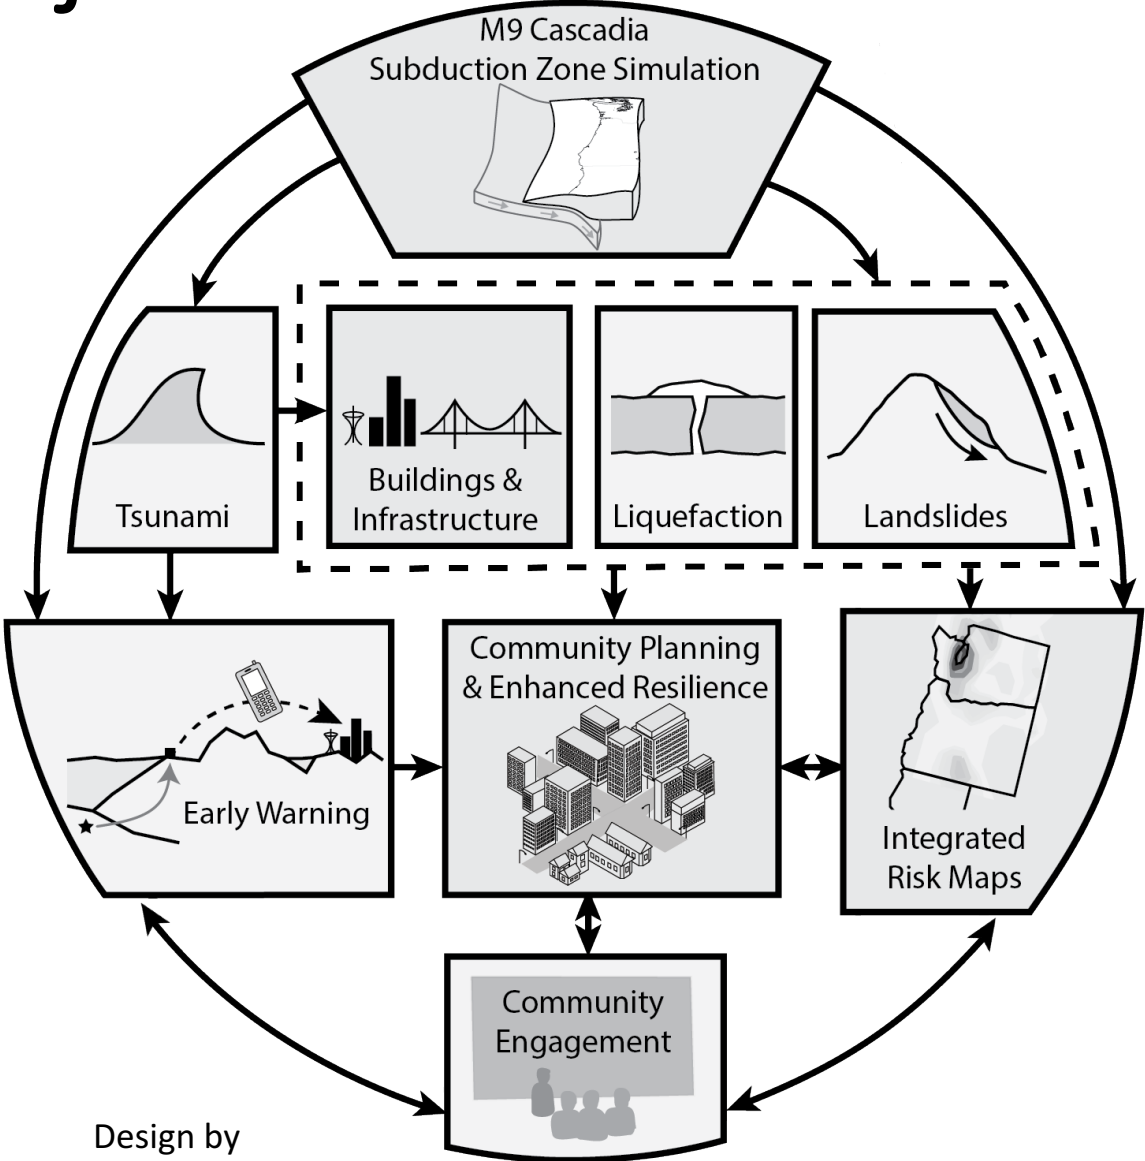 M9 Cascadia
Subduction Zone Simulation
Tsunami
Buildings &
Infrastructure
Liquefaction
Landslides
Early Warning
Community Planning
& Enhanced Resilience
Integrated
Risk Maps
Community
Engagement
Design by